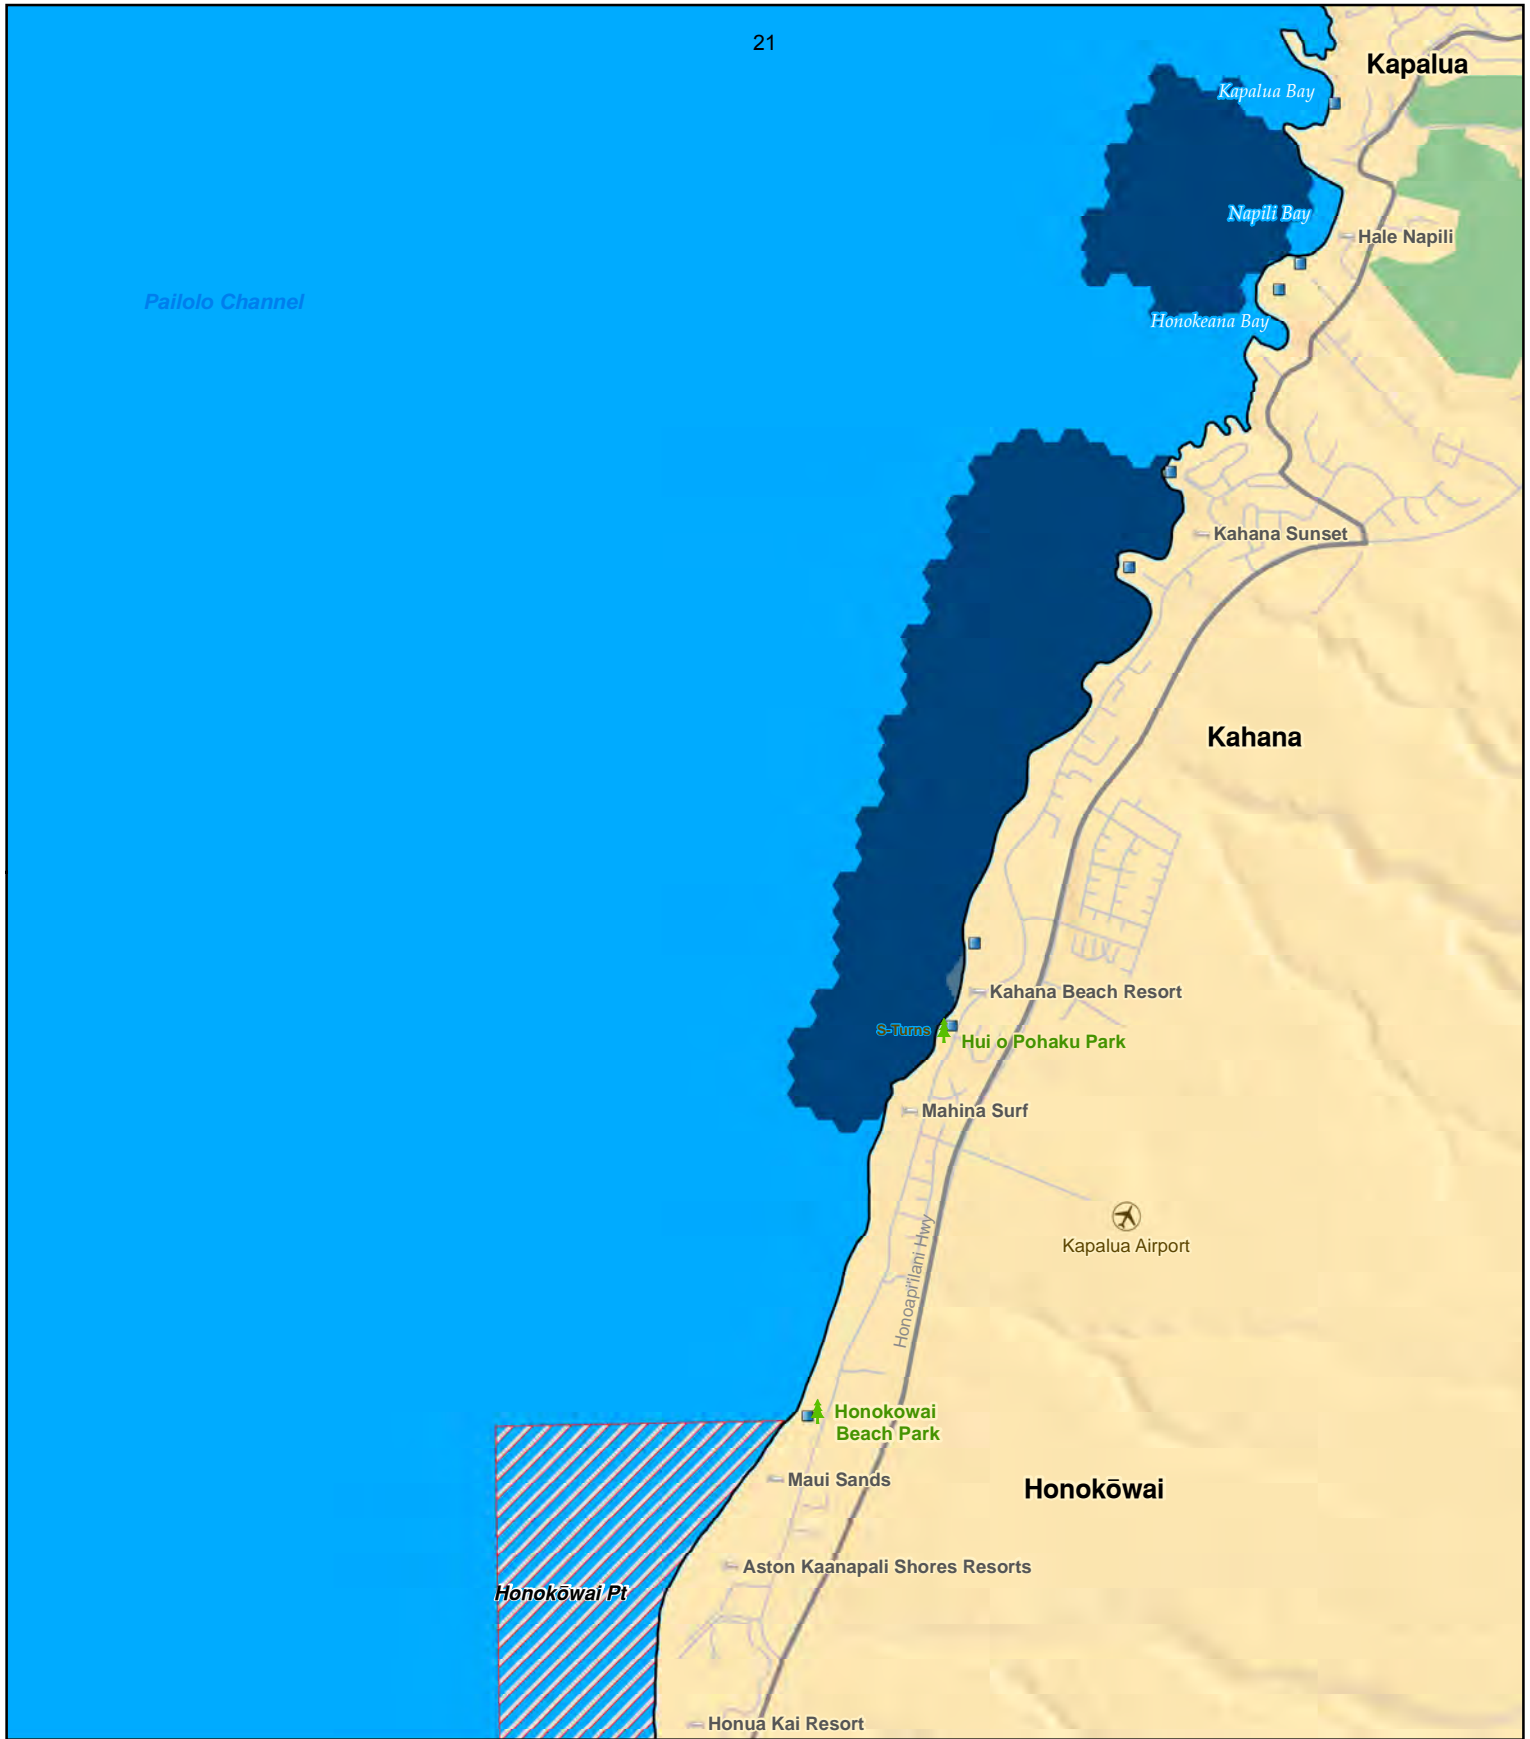 21
Kapalua
Kapalua Bay
Napili Bay
Hale Napili
Pailolo Channel
Honokeana Bay
Kahana Sunset
Kahana
Kahana Beach Resort
S-Turns
Hui o Pohaku Park
Mahina Surf
Kapalua Airport
Honoapi'ilani Hwy
Honokowai
Beach Park
Maui Sands
Honokōwai
Aston Kaanapali Shores Resorts
Honokōwai Pt
Honua Kai Resort